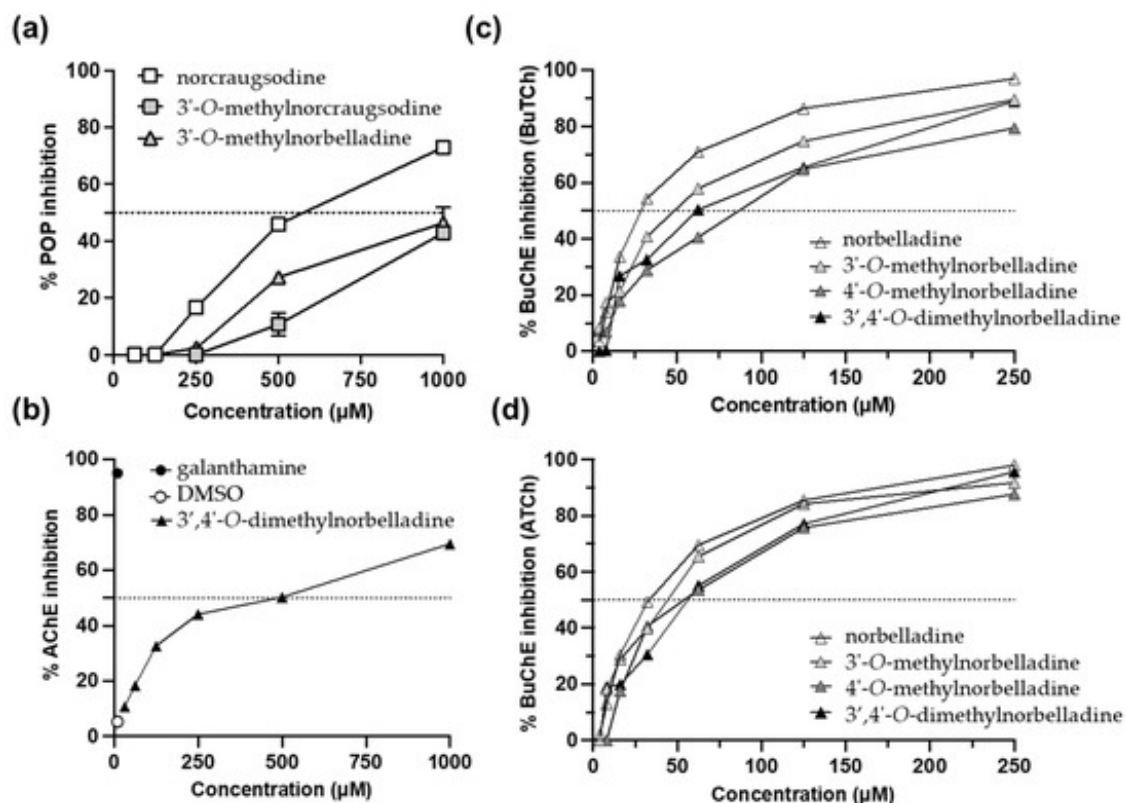 (a)
% POP inhibition
100
80
60
40
20
0
norcraugsodine
3'-O-methylnorcraugsodine
3'-O-methylnorbelladine
0 250 500 750 1000
Concentration (µM)
(b)
% AChE inhibition
100
80
60
40
20
0
galanthamine
DMSO
3',4'-O-dimethylnorbelladine
0 250 500 750 1000
Concentration (µM)
(c)
% BuChE inhibition (BuTCh)
100
80
60
40
20
0
norbelladine
3'-O-methylnorbelladine
4'-O-methylnorbelladine
3',4'-O-dimethylnorbelladine
0 50 100 150 200 250
Concentration (µM)
(d)
% BuChE inhibition (ATCh)
100
80
60
40
20
0
norbelladine
3'-O-methylnorbelladine
4'-O-methylnorbelladine
3',4'-O-dimethylnorbelladine
0 50 100 150 200 250
Concentration (µM)